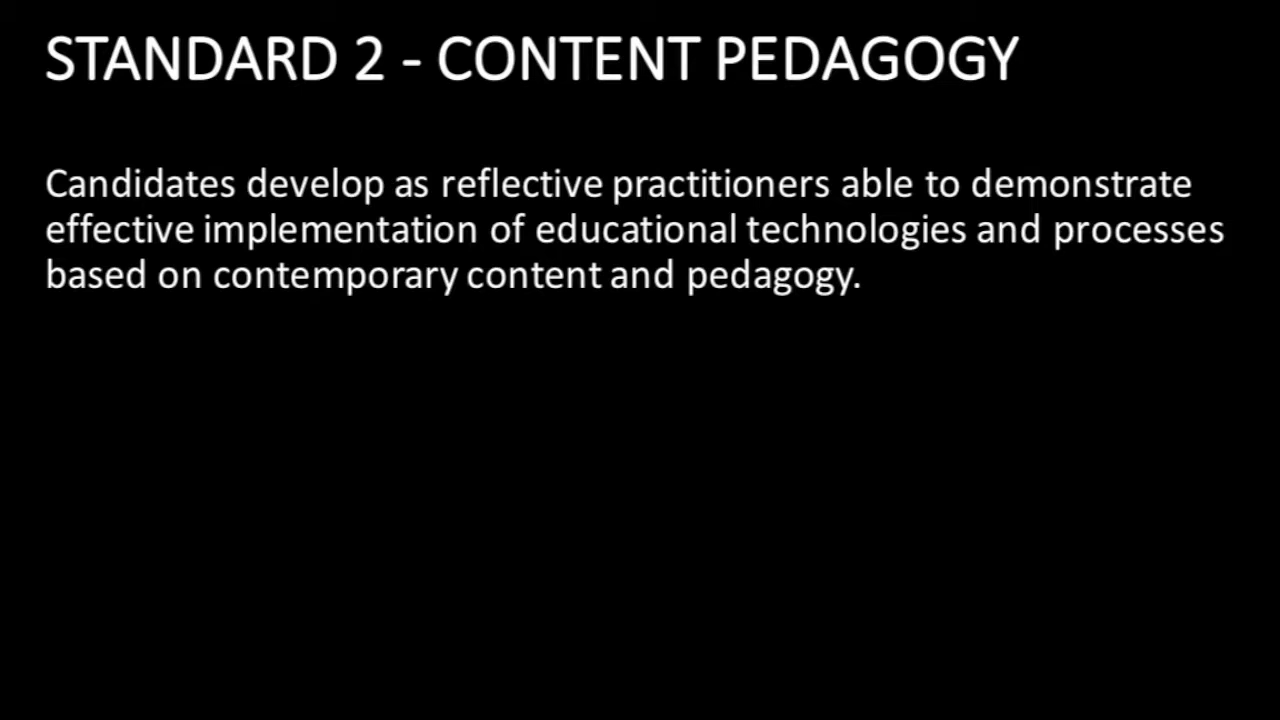 STANDARD 2 - CONTENT PEDAGOGY
Candidates develop as reflective practitioners able to demonstrate
effective implementation of educational technologies and processes
based on contemporary content and pedagogy.